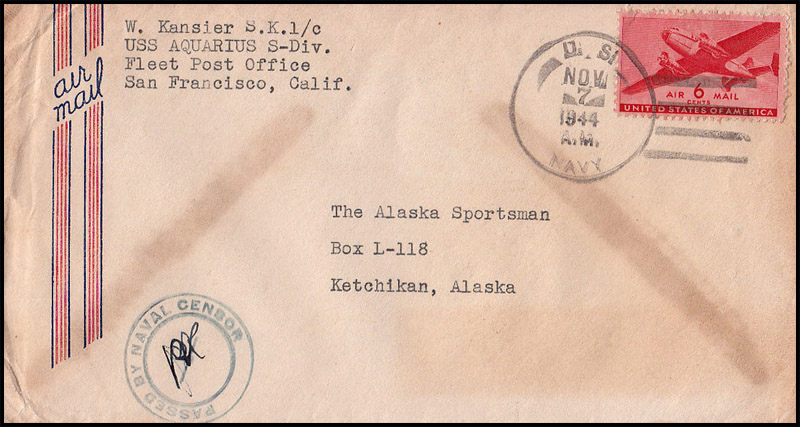 W. Kansier S.K.1/c
USS AQUARIUS S-Div.
Fleet Post Office
San Francisco, Calif.
air
mail
NOV
7
1944
A.M.
NAVY
AIR 6 MAIL
CENTS
UNITED STATES OF AMERICA
The Alaska Sportsman
Box L-118
Ketchikan, Alaska
PASSED BY NAVAL CENSOR